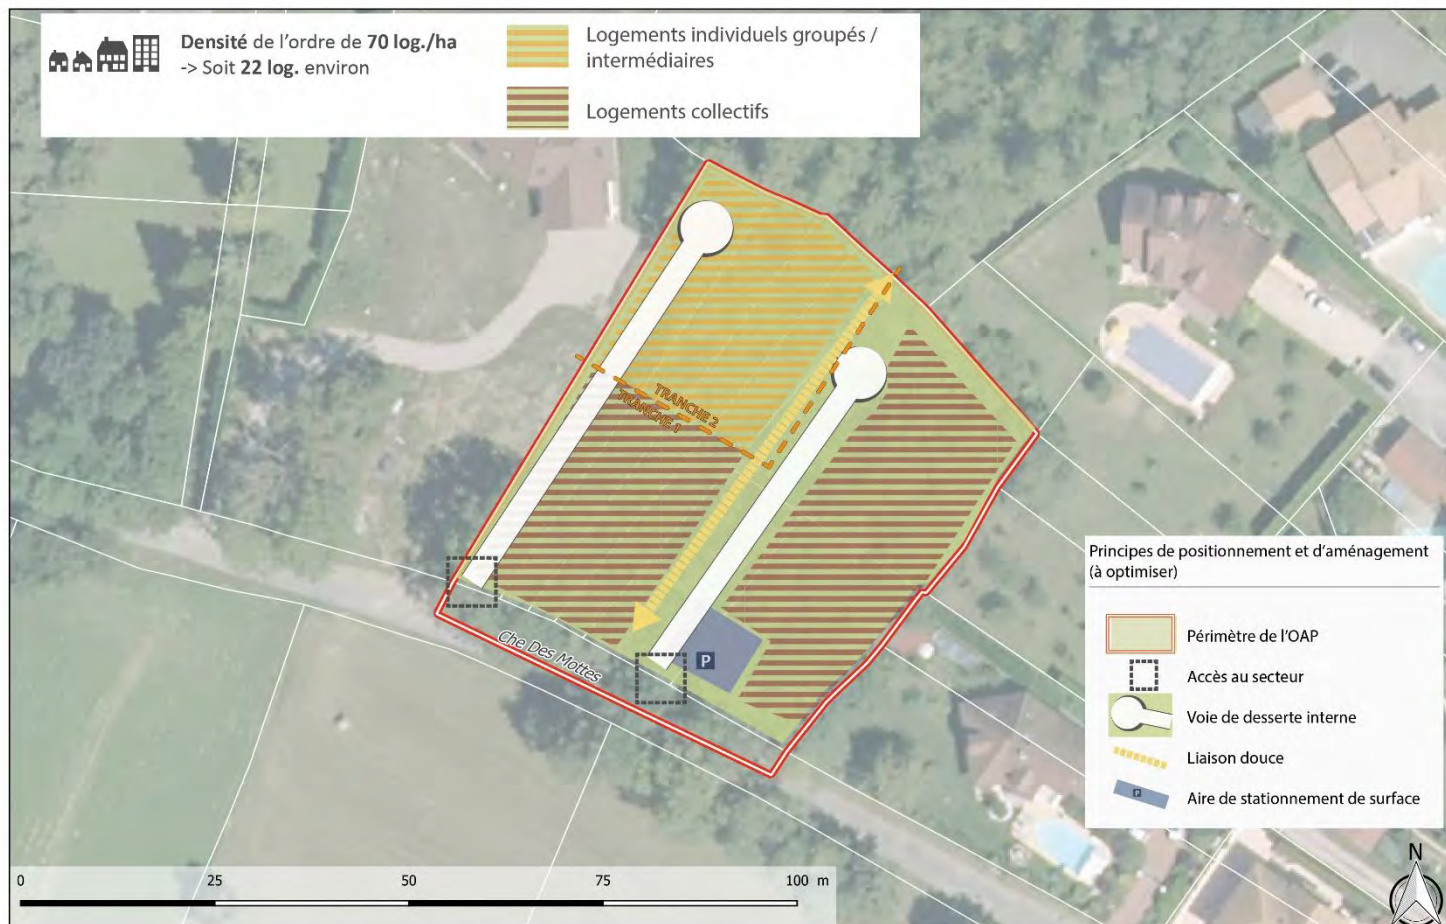 Densité de l'ordre de 70 log./ha
-> Soit 22 log. environ
Logements individuels groupés /
intermédiaires
Logements collectifs
TRANCHE 2
TRANCHE 1
Che Des Mottes
P
Principes de positionnement et d'aménagement
(à optimiser)
Périmètre de l'OAP
Accès au secteur
Voie de desserte interne
Liaison douce
P
Aire de stationnement de surface
0 25 50 75 100 m
N